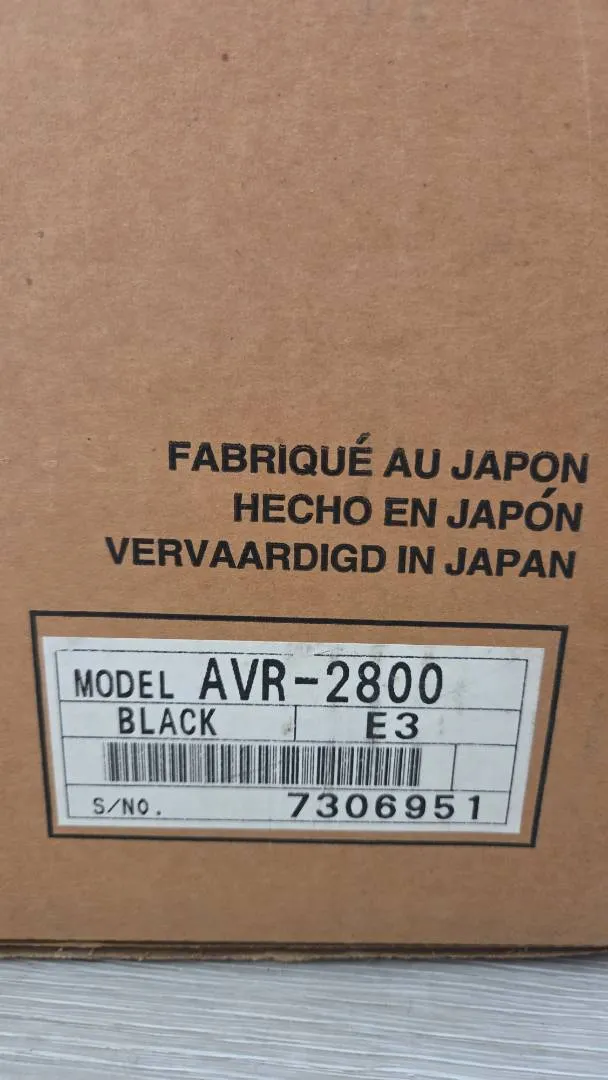 FABRIQUÉ AU JAPON
HECHO EN JAPÓN
VERVAARDIGD IN JAPAN
MODEL AVR-2800
BLACK E3
S/NO. 7306951